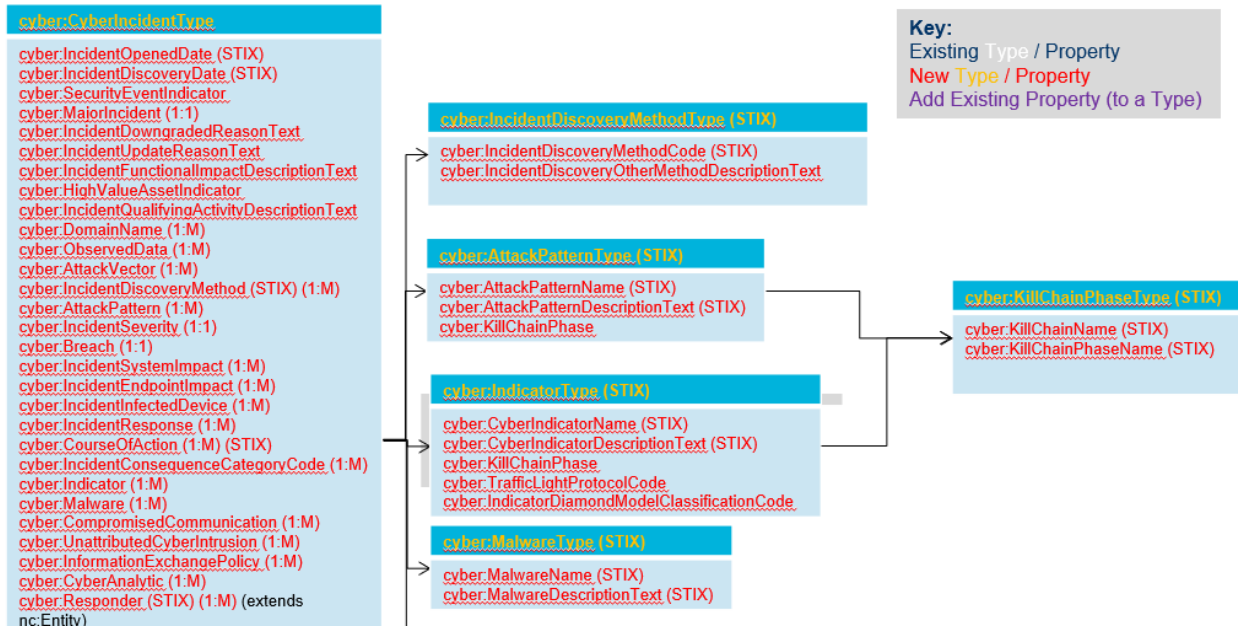 cyber:CyberIncidentType
cyber:IncidentOpenedDate (STIX)
cyber:IncidentDiscoveryDate (STIX)
cyber:SecurityEventIndicator
cyber:MajorIncident (1:1)
cyber:IncidentDowngradedReasonText
cyber:IncidentUpdateReasonText
cyber:IncidentFunctionalImpactDescriptionText
cyber:HighValueAssetIndicator
cyber:IncidentQualifyingActivityDescriptionText
cyber:DomainName (1:M)
cyber:ObservedData (1:M)
cyber:AttackVector (1:M)
cyber:IncidentDiscoveryMethod (STIX) (1:M)
cyber:AttackPattern (1:M)
cyber:IncidentSeverity (1:1)
cyber:Breach (1:1)
cyber:IncidentSystemImpact (1:M)
cyber:IncidentEndpointImpact (1:M)
cyber:IncidentInfectedDevice (1:M)
cyber:IncidentResponse (1:M)
cyber:CourseOfAction (1:M) (STIX)
cyber:IncidentConsequenceCategoryCode (1:M)
cyber:Indicator (1:M)
cyber:Malware (1:M)
cyber:CompromisedCommunication (1:M)
cyber:UnattributedCyberIntrusion (1:M)
cyber:InformationExchangePolicy (1:M)
cyber:CyberAnalytic (1:M)
cyber:Responder (STIX) (1:M) (extends
nc:Entity)
cyber:IncidentDiscoveryMethodType (STIX)
cyber:IncidentDiscoveryMethodCode (STIX)
cyber:IncidentDiscoveryOtherMethodDescriptionText
cyber:AttackPatternType (STIX)
cyber:AttackPatternName (STIX)
cyber:AttackPatternDescriptionText (STIX)
cyber:KillChainPhase
cyber:IndicatorType (STIX)
cyber:CyberIndicatorName (STIX)
cyber:CyberIndicatorDescriptionText (STIX)
cyber:KillChainPhase
cyber:TrafficLightProtocolCode
cyber:IndicatorDiamondModelClassificationCode
cyber:MalwareType (STIX)
cyber:MalwareName (STIX)
cyber:MalwareDescriptionText (STIX)
Key:
Existing Type / Property
New Type / Property
Add Existing Property (to a Type)
cyber:KillChainPhaseType (STIX)
cyber:KillChainName (STIX)
cyber:KillChainPhaseName (STIX)